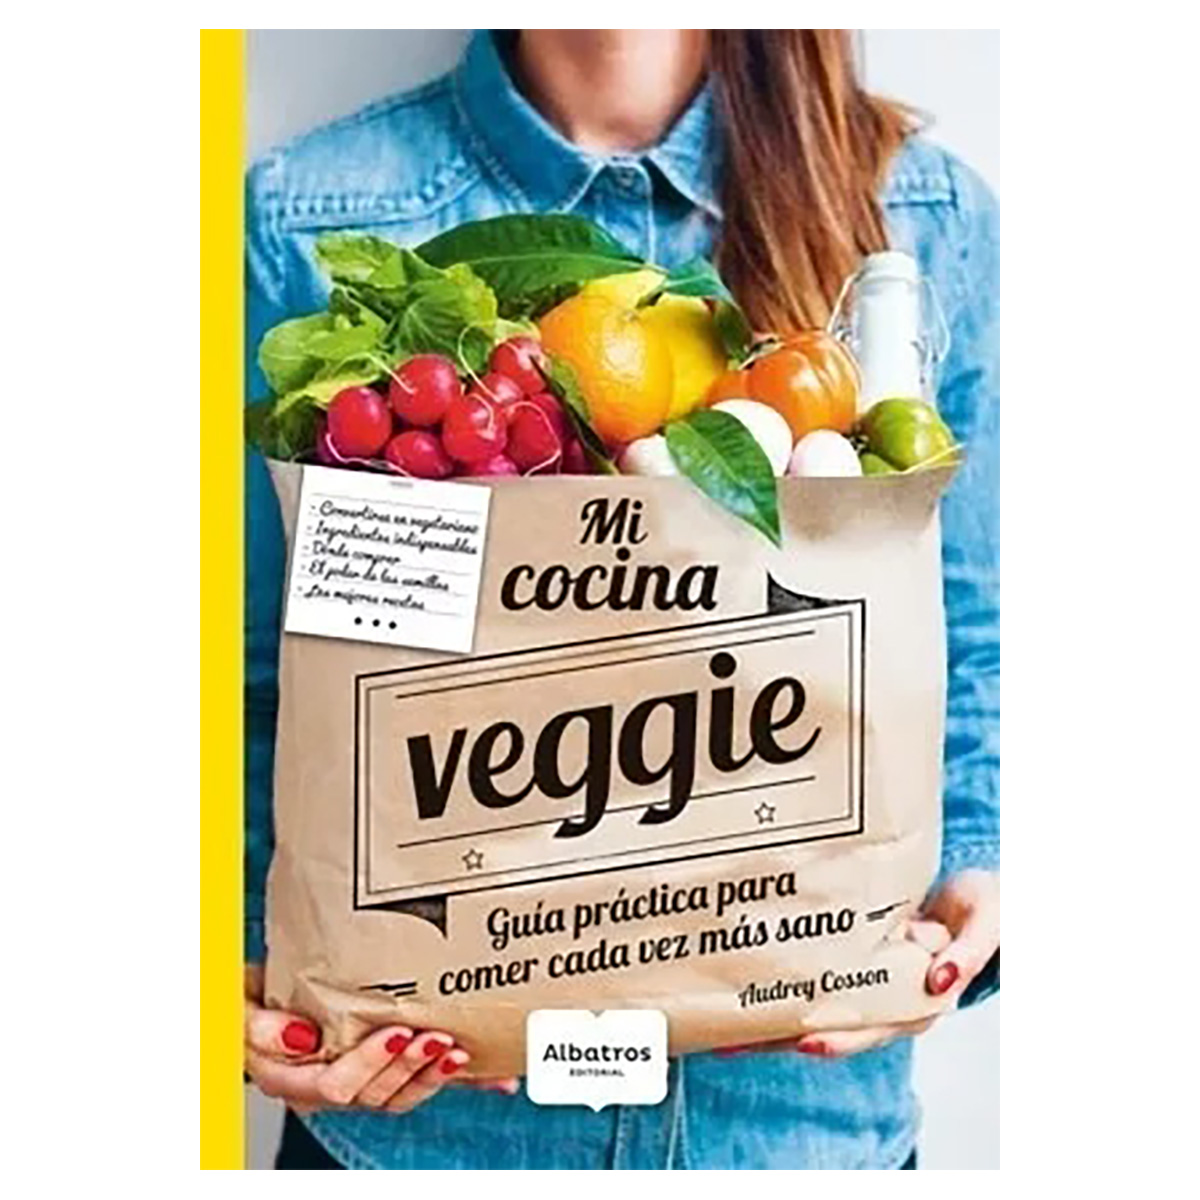 - Convertirse en vegetariano
- Ingredientes indispensables
- Dónde comprar
- El poder de las semillas
- Las mejores recetas
• • •
Mi
cocina
veggie
Guía práctica para
comer cada vez más sano
Audrey Cosson
Albatros
EDITORIAL